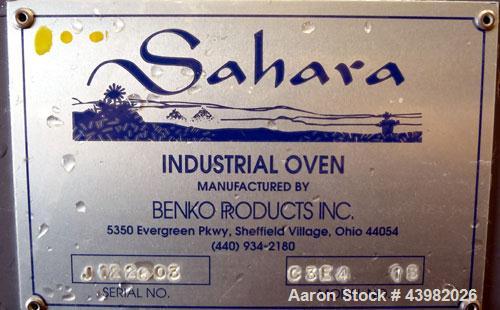 Sahara
INDUSTRIAL OVEN
MANUFACTURED BY
BENKO PRODUCTS INC.
5350 Evergreen Pkwy, Sheffield Village, Ohio 44054
(440) 934-2180
SERIAL NO.
Aaron Stock # 43982026